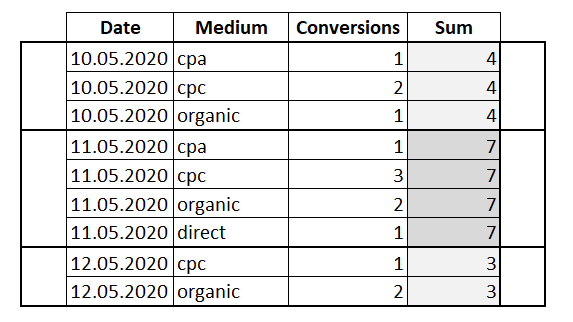 Date Medium Conversions Sum
10.05.2020 cpa 1 4
10.05.2020 cpc 2 4
10.05.2020 organic 1 4
11.05.2020 cpa 1 7
11.05.2020 cpc 3 7
11.05.2020 organic 2 7
11.05.2020 direct 1 7
12.05.2020 cpc 1 3
12.05.2020 organic 2 3